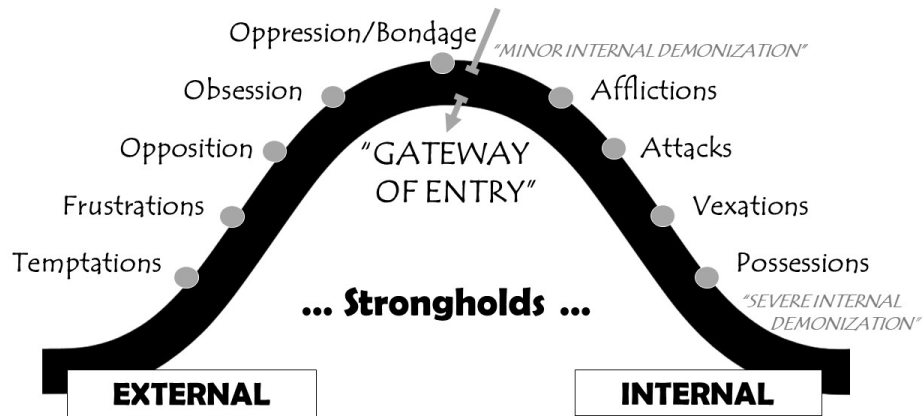 Oppression/Bondage
"MINOR INTERNAL DEMONIZATION"
Obsession
Afflictions
Opposition
"GATEWAY
OF ENTRY"
Attacks
Frustrations
Vexations
Temptations
Possessions
... Strongholds ...
"SEVERE INTERNAL
DEMONIZATION"
EXTERNAL
INTERNAL